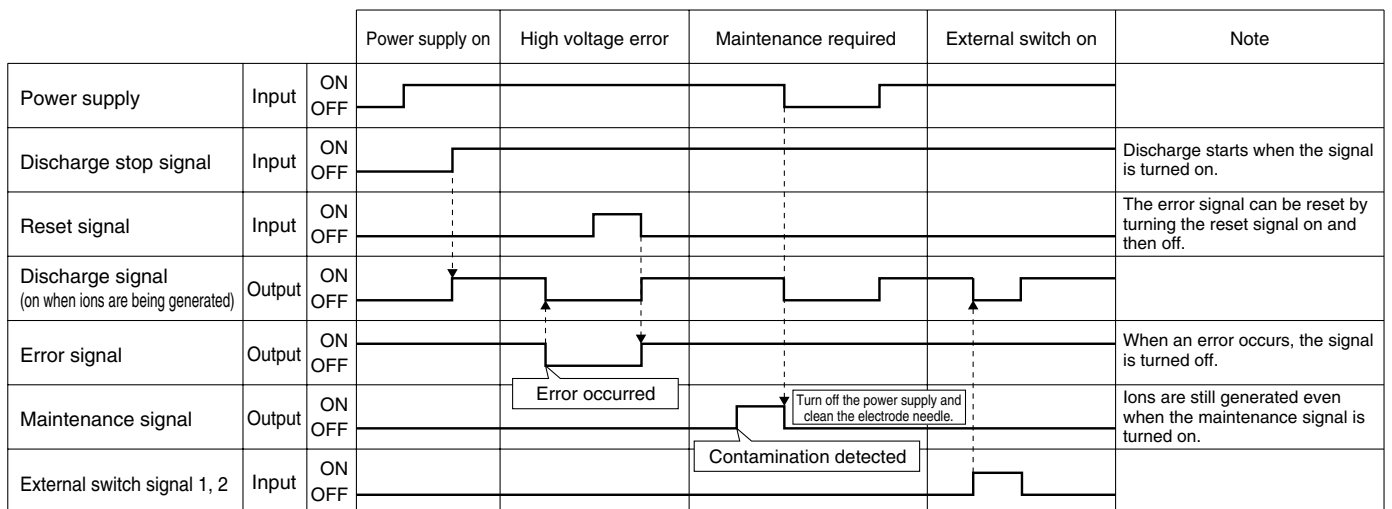 Power supply on
High voltage error
Maintenance required
External switch on
Note
Power supply
Input
ON
OFF
Discharge stop signal
Input
ON
OFF
Discharge starts when the signal
is turned on.
Reset signal
Input
ON
OFF
The error signal can be reset by
turning the reset signal on and
then off.
Discharge signal
(on when ions are being generated)
Output
ON
OFF
Error signal
Output
ON
OFF
Error occurred
When an error occurs, the signal
is turned off.
Maintenance signal
Output
ON
OFF
Turn off the power supply and
clean the electrode needle.
Contamination detected
Ions are still generated even
when the maintenance signal is
turned on.
External switch signal 1, 2
Input
ON
OFF